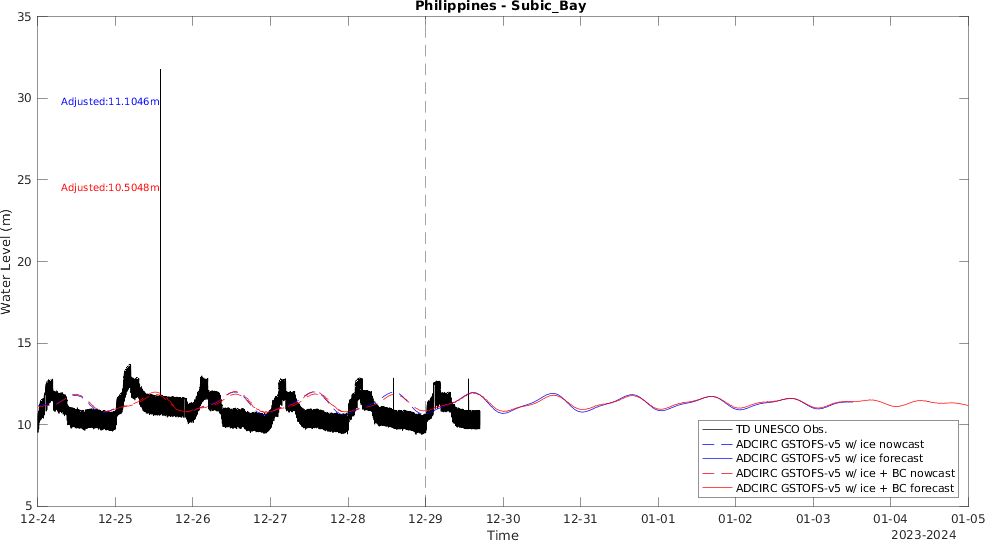 Philippines - Subic_Bay
35
30
25
20
15
10
5
Water Level (m)
Adjusted:11.1046m
Adjusted:10.5048m
TD UNESCO Obs.
ADCIRC GSTOFS-v5 w/ ice nowcast
ADCIRC GSTOFS-v5 w/ ice forecast
ADCIRC GSTOFS-v5 w/ ice + BC nowcast
ADCIRC GSTOFS-v5 w/ ice + BC forecast
12-24 12-25 12-26 12-27 12-28 12-29 12-30 12-31 01-01 01-02 01-03 01-04 01-05
Time
2023-2024